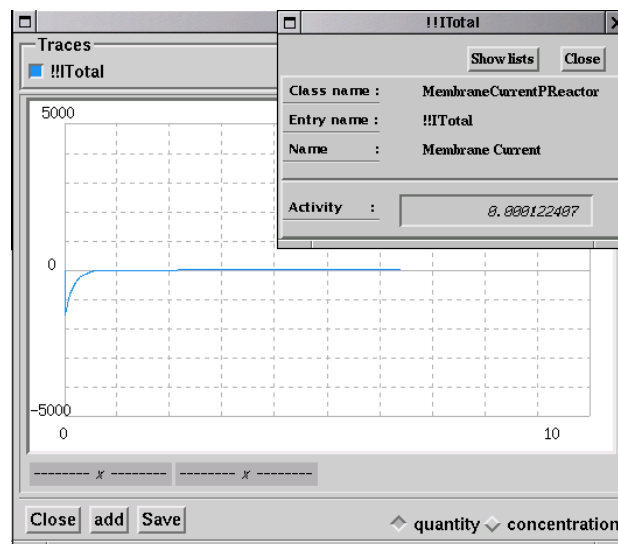 !!ITotal
Traces
!!ITotal
Show lists Close
Class name : MembraneCurrentPReactor
Entry name : !!ITotal
Name : Membrane Current
Activity : 0.000122407
5000
0
-5000
0 10
-------- x -------- -------- x --------
Close add Save quantity concentration